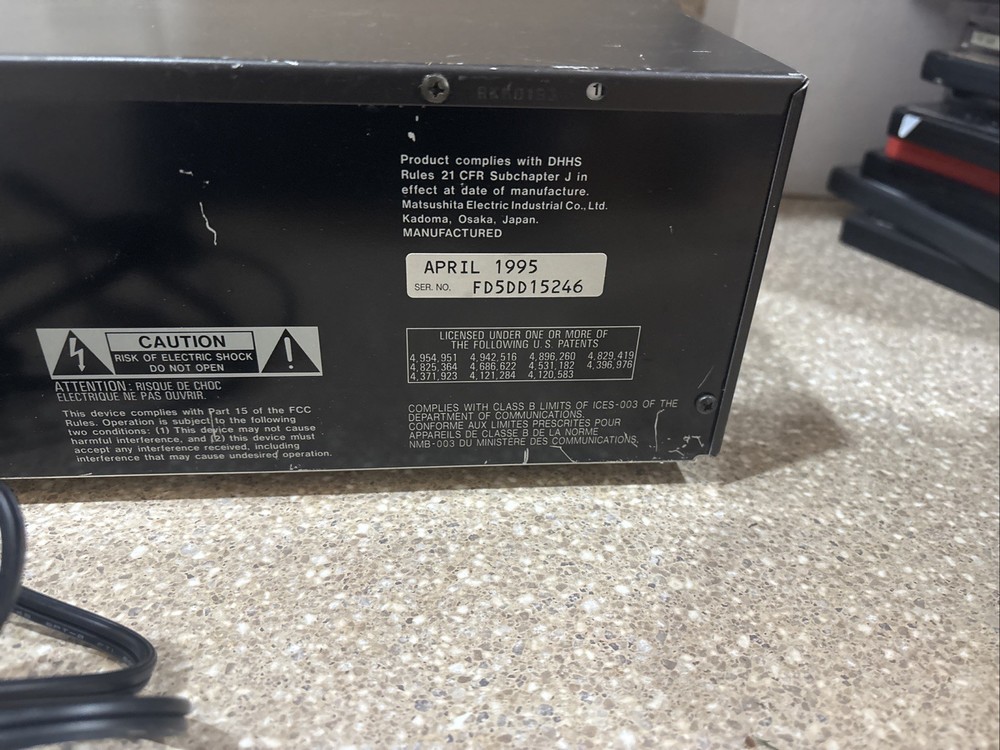 1
Product complies with DHHS
Rules 21 CFR Subchapter J in
effect at date of manufacture.
Matsushita Electric Industrial Co., Ltd.
Kadoma, Osaka, Japan.
MANUFACTURED
APRIL 1995
SER. NO. FD5DD15246
CAUTION
RISK OF ELECTRIC SHOCK
DO NOT OPEN
ATTENTION : RISQUE DE CHOC
ELECTRIQUE NE PAS OUVRIR.
This device complies with Part 15 of the FCC
Rules. Operation is subject to the following
two conditions: (1) This device may not cause
harmful interference, and (2) this device must
accept any interference received, including
interference that may cause undesired operation.
LICENSED UNDER ONE OR MORE OF
THE FOLLOWING U.S. PATENTS
4,954,951 4,942,516 4,896,260 4,829,419
4,825,364 4,686,622 4,531,182 4,396,976
4,371,923 4,121,284 4,120,583
COMPLIES WITH CLASS B LIMITS OF ICES-003 OF THE
DEPARTMENT OF COMMUNICATIONS.
CONFORME AUX LIMITES PRESCRITES POUR
APPAREILS DE CLASSE B DE LA NORME
NMB-003 DU MINISTERE DES COMMUNICATIONS.